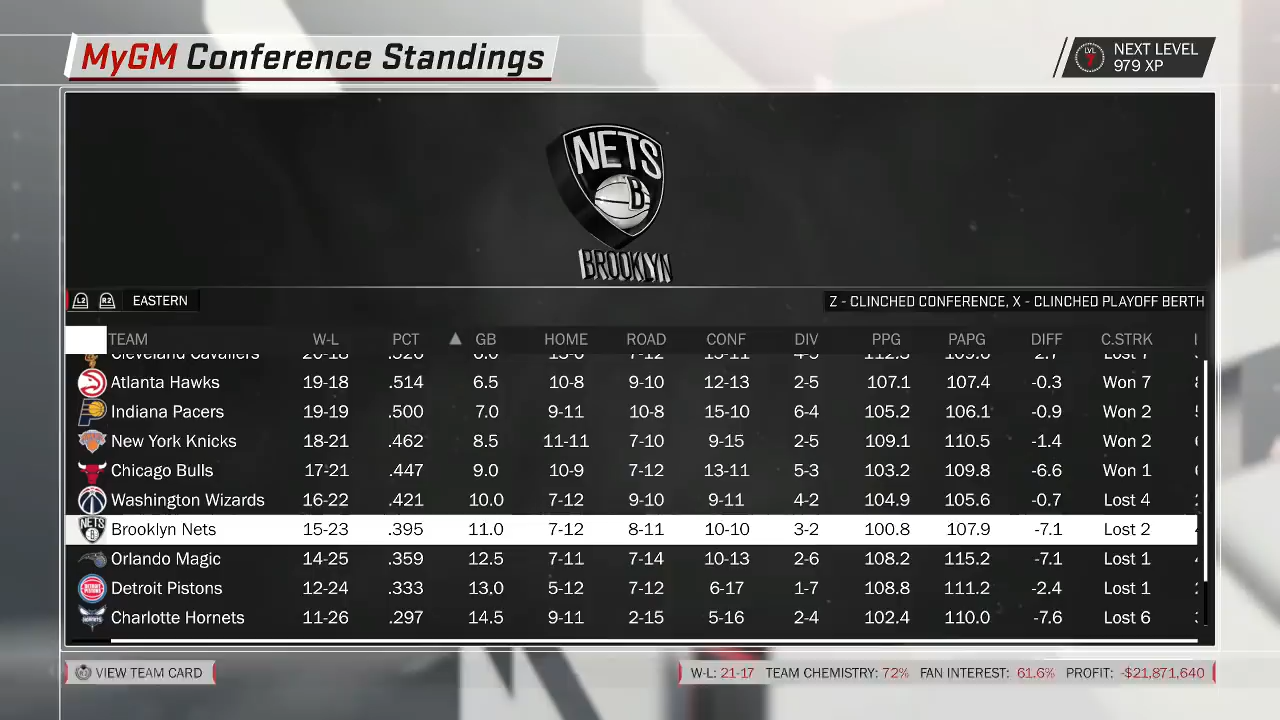 MyGM Conference Standings
LVL 7 NEXT LEVEL
979 XP
NETS
B
BROOKLYN
L2 R2 EASTERN Z - CLINCHED CONFERENCE, X - CLINCHED PLAYOFF BERTH
TEAM W-L PCT GB HOME ROAD CONF DIV PPG PAPG DIFF C.STRK
Cleveland Cavaliers
Atlanta Hawks 19-18 .514 6.5 10-8 9-10 12-13 2-5 107.1 107.4 -0.3 Won 7
Indiana Pacers 19-19 .500 7.0 9-11 10-8 15-10 6-4 105.2 106.1 -0.9 Won 2
New York Knicks 18-21 .462 8.5 11-11 7-10 9-15 2-5 109.1 110.5 -1.4 Won 2
Chicago Bulls 17-21 .447 9.0 10-9 7-12 13-11 5-3 103.2 109.8 -6.6 Won 1
Washington Wizards 16-22 .421 10.0 7-12 9-10 9-11 4-2 104.9 105.6 -0.7 Lost 4
NETS Brooklyn Nets 15-23 .395 11.0 7-12 8-11 10-10 3-2 100.8 107.9 -7.1 Lost 2
Orlando Magic 14-25 .359 12.5 7-11 7-14 10-13 2-6 108.2 115.2 -7.1 Lost 1
Detroit Pistons 12-24 .333 13.0 5-12 7-12 6-17 1-7 108.8 111.2 -2.4 Lost 1
Charlotte Hornets 11-26 .297 14.5 9-11 2-15 5-16 2-4 102.4 110.0 -7.6 Lost 6
VIEW TEAM CARD W-L: 21-17 TEAM CHEMISTRY: 72% FAN INTEREST: 61.6% PROFIT: -$21,871,640